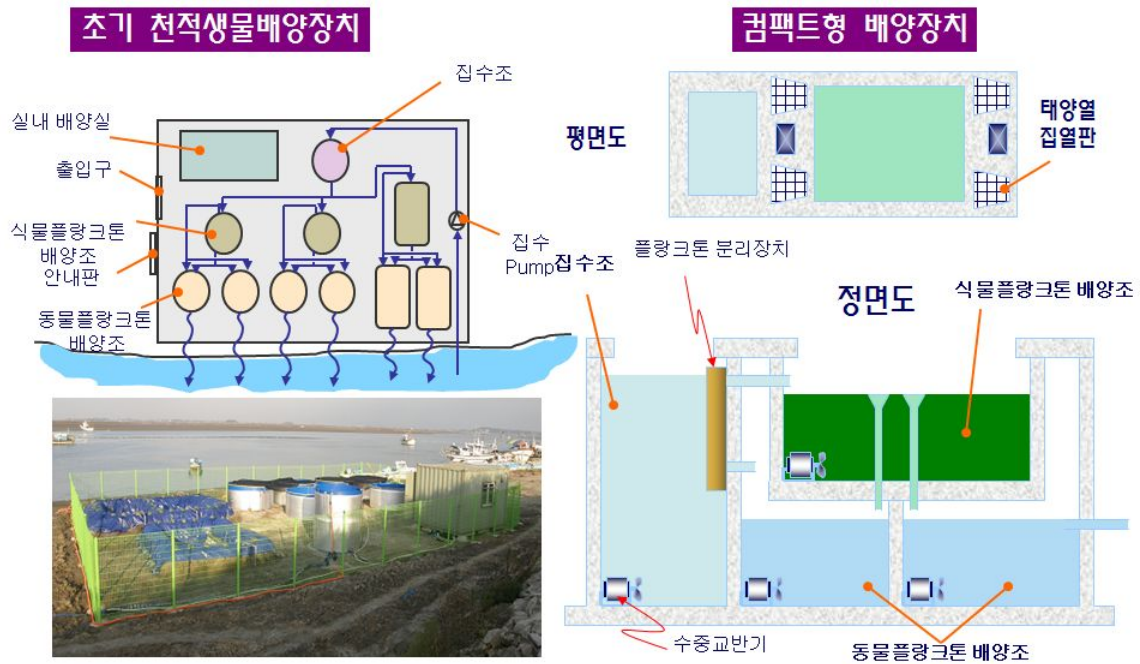 초기 천적생물배양장치
집수조
실내 배양실
출입구
식물플랑크톤
배양조
안내판
동물플랑크톤
배양조
집수
Pump
컴팩트형 배양장치
평면도
태양열
집열판
집수조
플랑크톤 분리장치
정면도
식물플랑크톤 배양조
수중교반기
동물플랑크톤 배양조